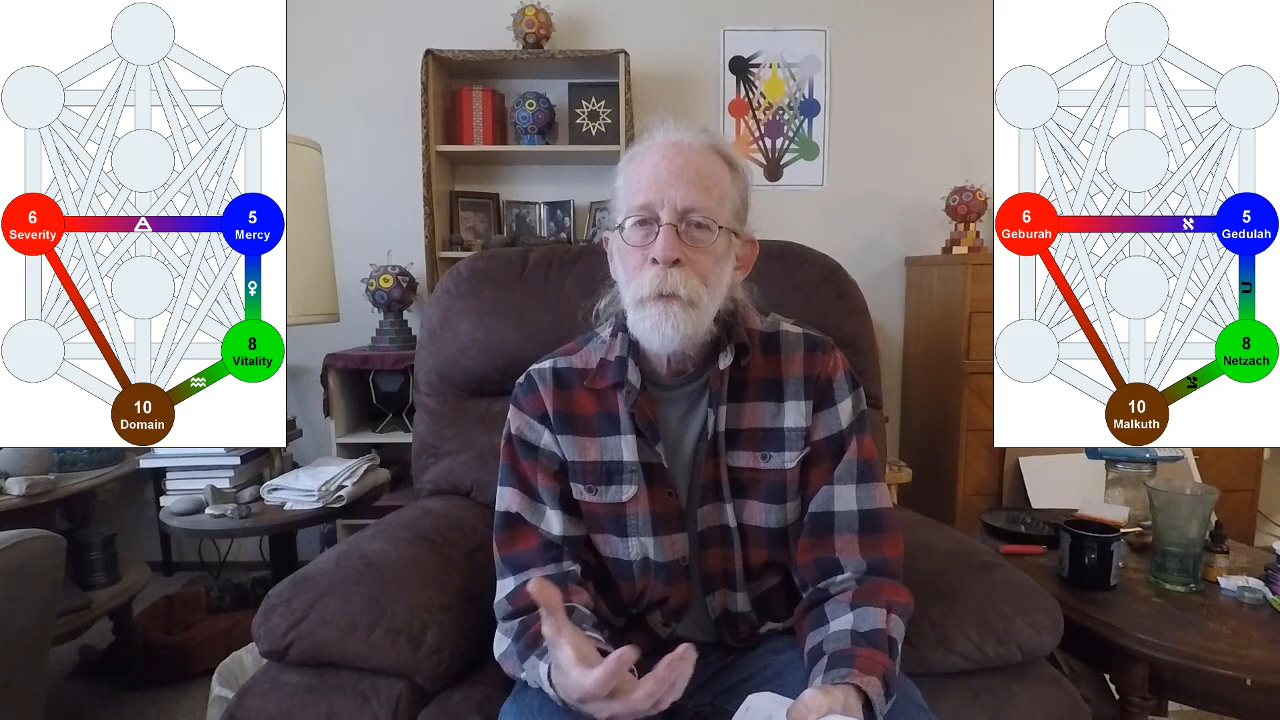 6
Severity
5
Mercy
♀
8
Vitality
♒
10
Domain
6
Geburah
א
5
Gedulah
8
Netzach
10
Malkuth